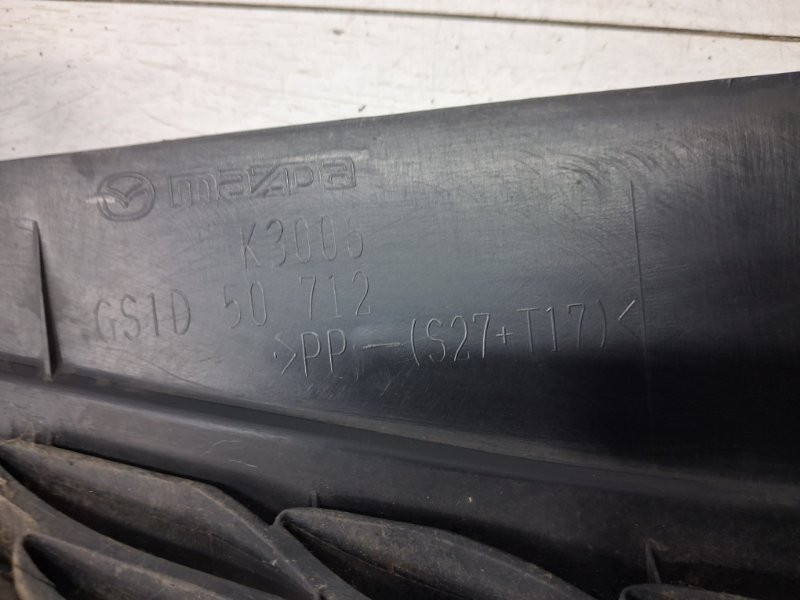 mazda
K3006
GS1D 50 712
>PP-(S27+T17)<